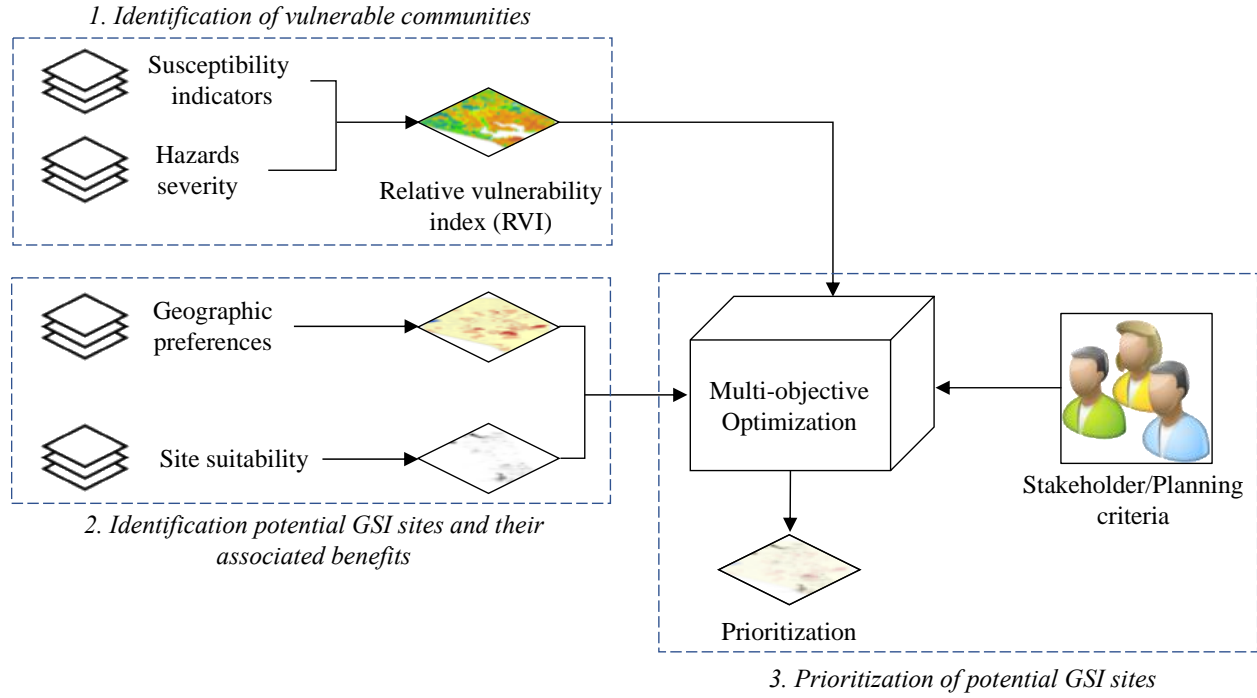 1. Identification of vulnerable communities
Susceptibility
indicators
Hazards
severity
Relative vulnerability
index (RVI)
Geographic
preferences
Site suitability
2. Identification potential GSI sites and their
associated benefits
Multi-objective
Optimization
Stakeholder/Planning
criteria
Prioritization
3. Prioritization of potential GSI sites